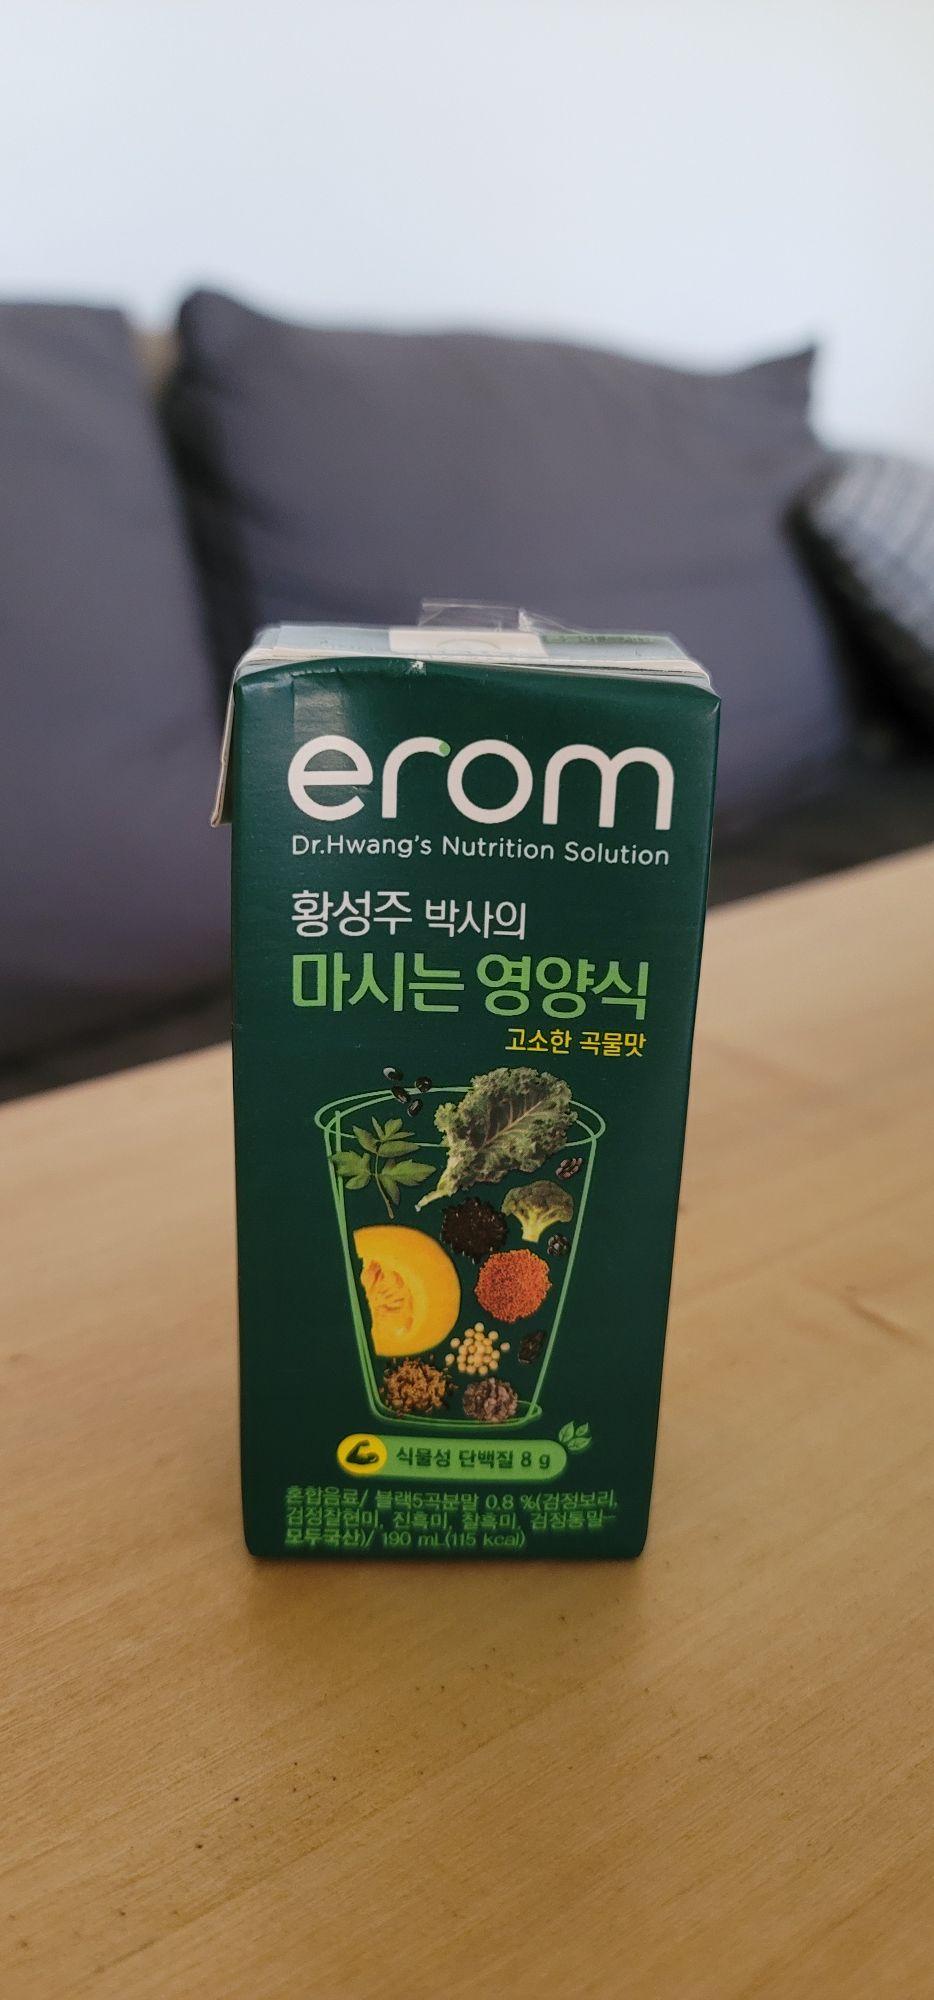 erom
Dr.Hwang's Nutrition Solution
황성주 박사의
마시는 영양식
고소한 곡물맛
식물성 단백질 8 g
혼합음료/ 블랙5곡분말 0.8 %(검정보리,
검정찰현미, 진흑미, 찰흑미, 검정통밀-
모두국산)/ 190 mL(115 kcal)